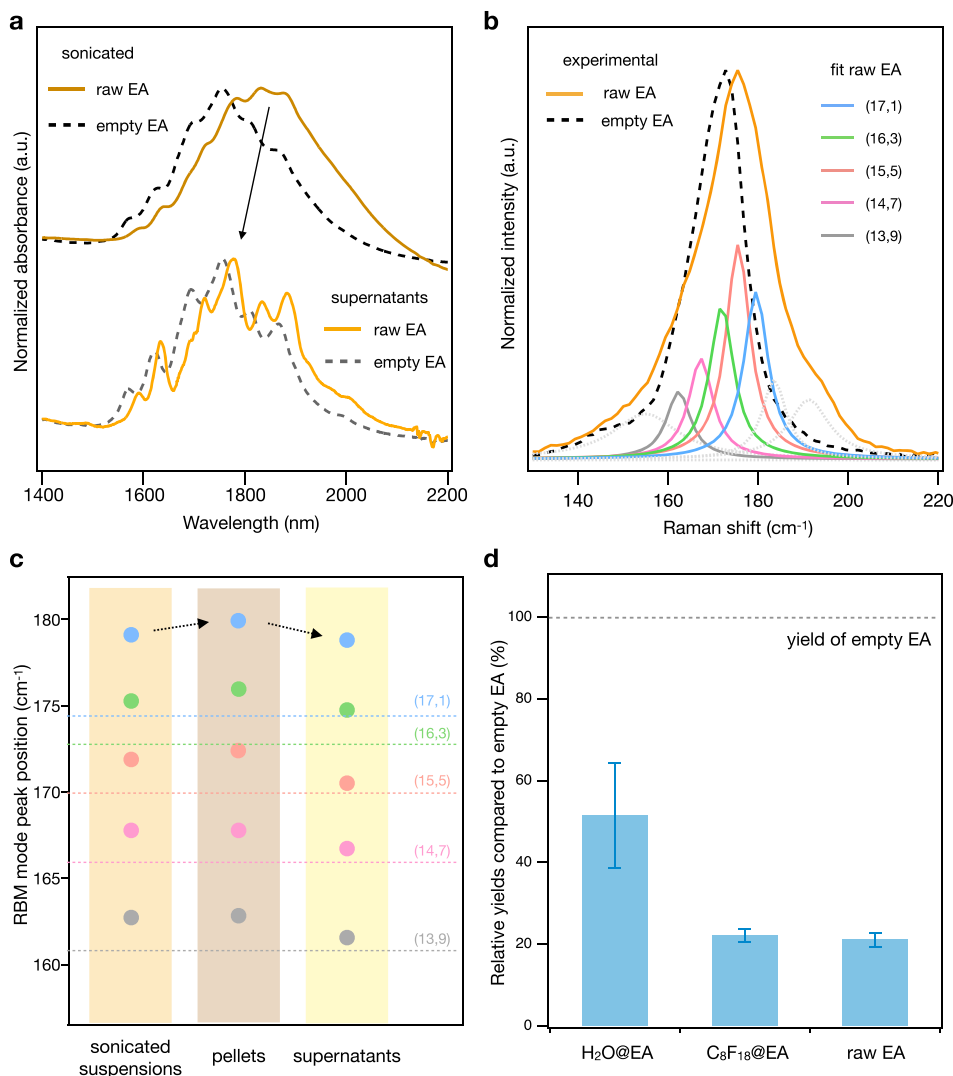 a
sonicated
raw EA
empty EA
supernatants
raw EA
empty EA
Normalized absorbance (a.u.)
1400
1600
1800
2000
2200
Wavelength (nm)
b
experimental
raw EA
empty EA
fit raw EA
(17,1)
(16,3)
(15,5)
(14,7)
(13,9)
Normalized intensity (a.u.)
140
160
180
200
220
Raman shift (cm-1)
c
180
175
170
165
160
RBM mode peak position (cm-1)
(17,1)
(16,3)
(15,5)
(14,7)
(13,9)
sonicated
suspensions
pellets
supernatants
d
100
80
60
40
20
0
Relative yields compared to empty EA (%)
yield of empty EA
H2O@EA
C8F18@EA
raw EA